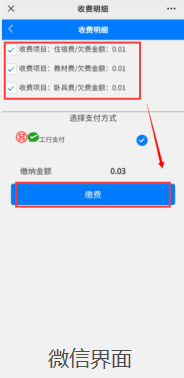 收费明细
收费明细
收费项目：住宿费/欠费金额：0.01
收费项目：教材费/欠费金额：0.01
收费项目：卧具费/欠费金额：0.01
选择支付方式
工行支付
缴纳金额 0.03
缴费
微信界面